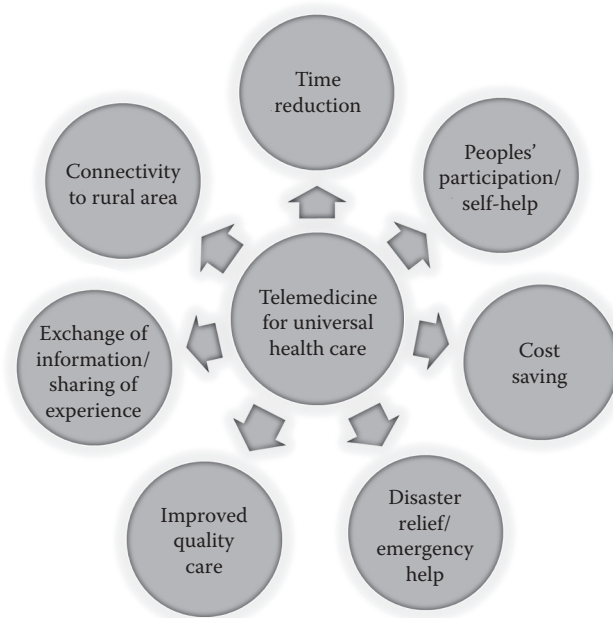 Time
reduction
Peoples'
participation/
self-help
Cost
saving
Disaster
relief/
emergency
help
Improved
quality
care
Exchange of
information/
sharing of
experience
Connectivity
to rural area
Telemedicine
for universal
health care